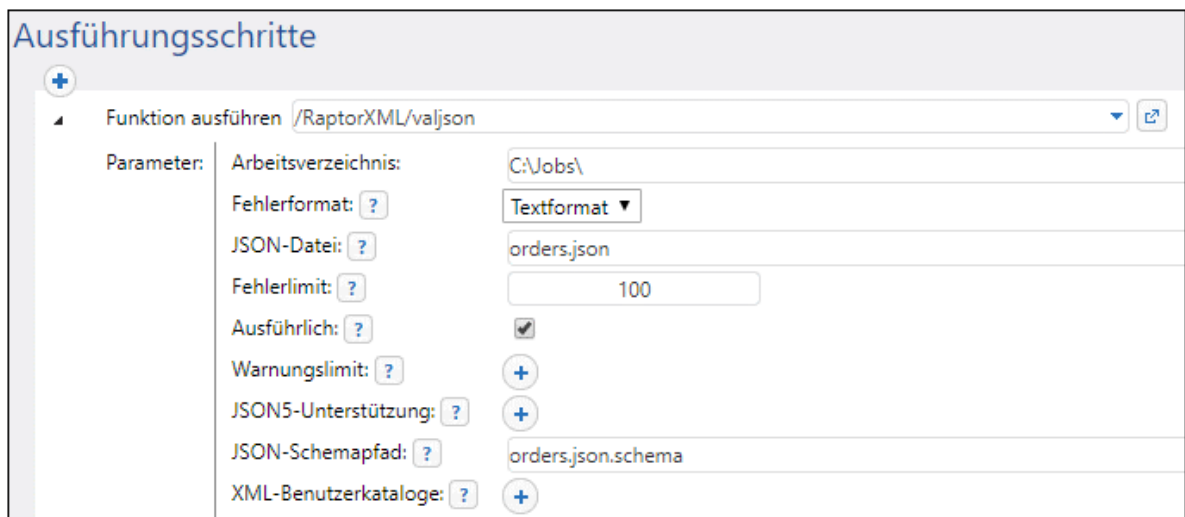 Ausführungsschritte
Funktion ausführen /RaptorXML/valjson
Parameter: Arbeitsverzeichnis: C:\Jobs\
Fehlerformat: ? Textformat
JSON-Datei: ? orders.json
Fehlerlimit: ? 100
Ausführlich: ?
Warnungslimit: ?
JSON5-Unterstützung: ?
JSON-Schemapfad: ? orders.json.schema
XML-Benutzerkataloge: ?